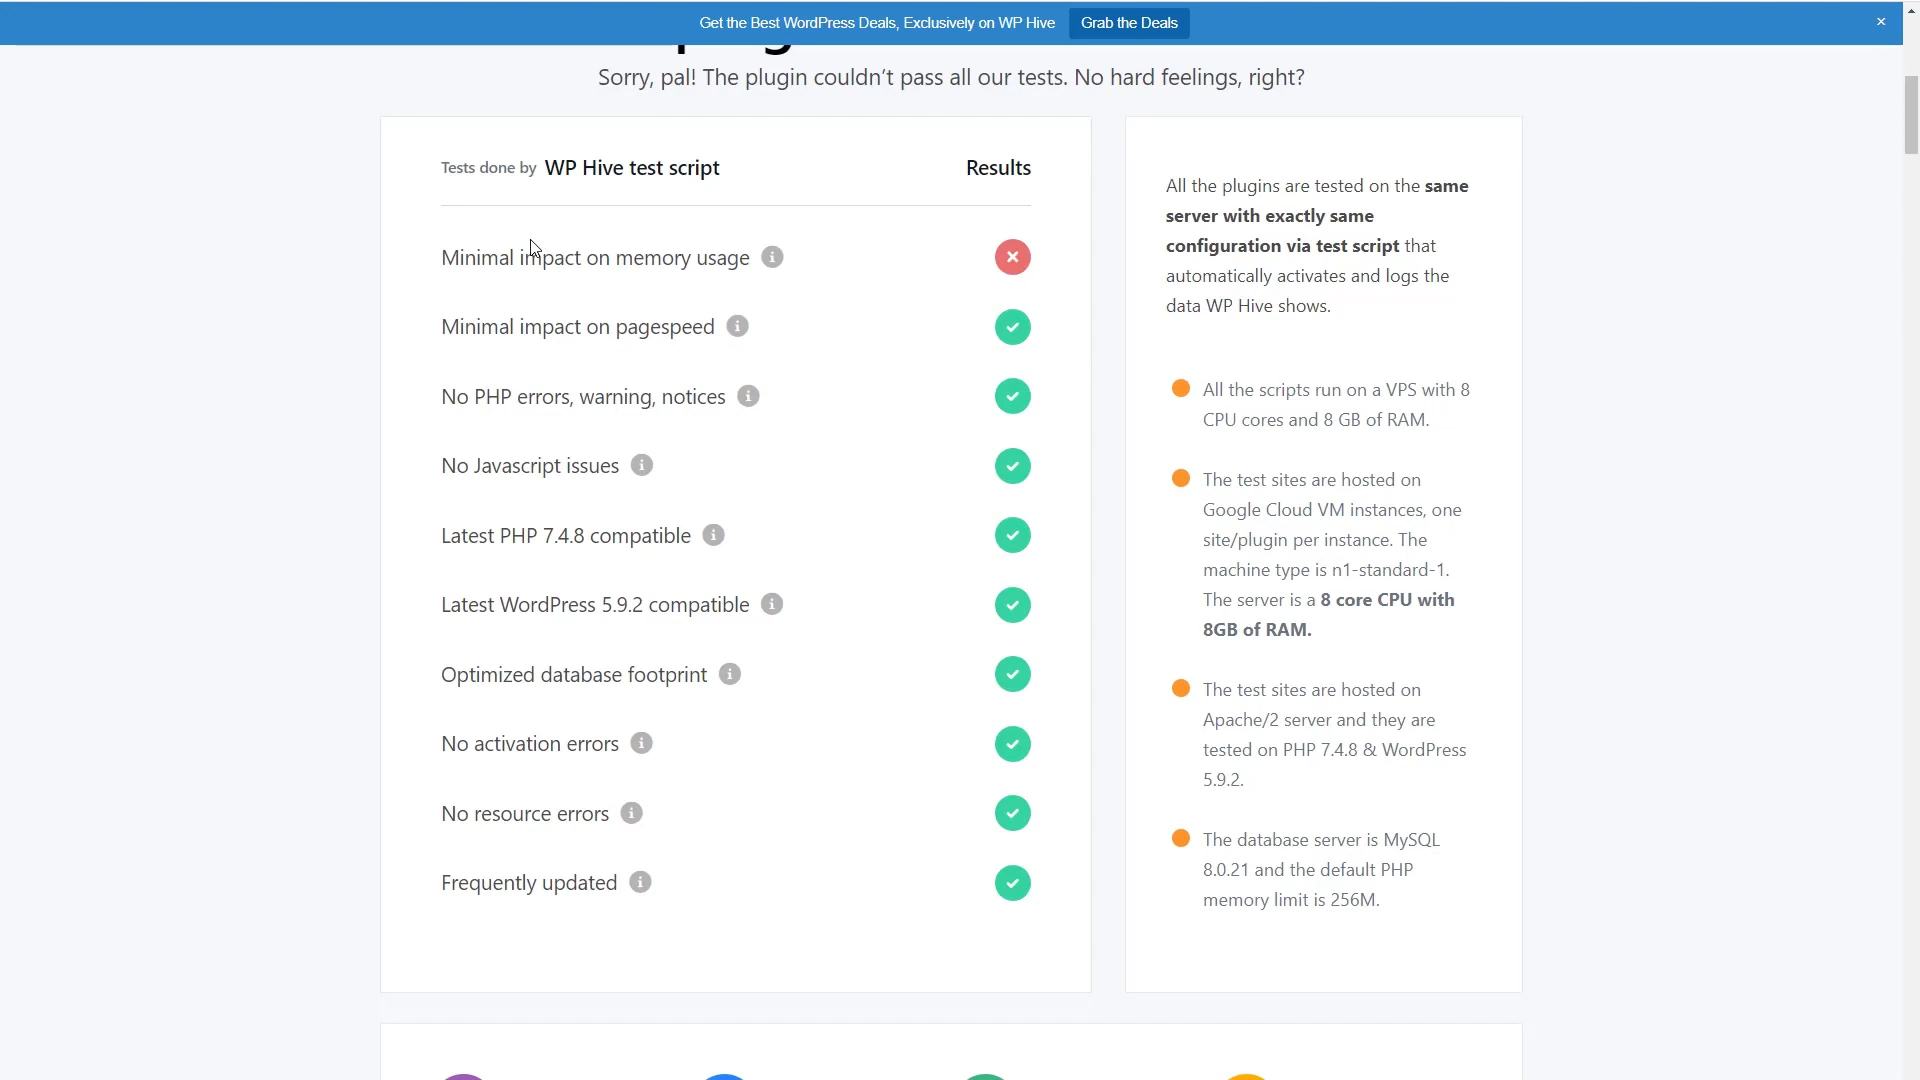 Get the Best WordPress Deals, Exclusively on WP Hive
Grab the Deals
×
Sorry, pal! The plugin couldn’t pass all our tests. No hard feelings, right?
Tests done by WP Hive test script
Results
Minimal impact on memory usage
Minimal impact on pagespeed
No PHP errors, warning, notices
No Javascript issues
Latest PHP 7.4.8 compatible
Latest WordPress 5.9.2 compatible
Optimized database footprint
No activation errors
No resource errors
Frequently updated
All the plugins are tested on the same
server with exactly same
configuration via test script that
automatically activates and logs the
data WP Hive shows.
All the scripts run on a VPS with 8
CPU cores and 8 GB of RAM.
The test sites are hosted on
Google Cloud VM instances, one
site/plugin per instance. The
machine type is n1-standard-1.
The server is a 8 core CPU with
8GB of RAM.
The test sites are hosted on
Apache/2 server and they are
tested on PHP 7.4.8 & WordPress
5.9.2.
The database server is MySQL
8.0.21 and the default PHP
memory limit is 256M.